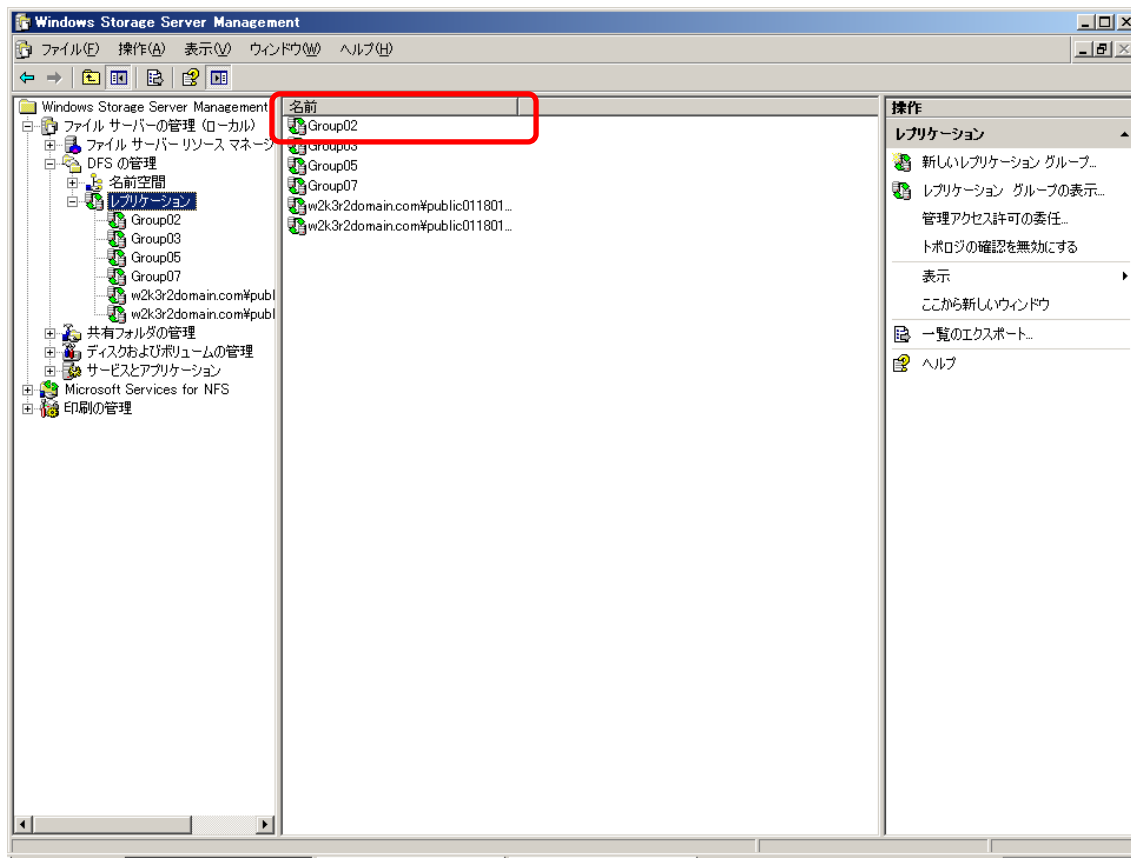 Windows Storage Server Management
ファイル(F) 操作(A) 表示(V) ウィンドウ(W) ヘルプ(H)
Windows Storage Server Management
ファイル サーバーの管理 (ローカル)
ファイル サーバー リソース マネージ
DFS の管理
名前空間
レプリケーション
Group02
Group03
Group05
Group07
w2k3r2domain.com¥publ
w2k3r2domain.com¥publ
共有フォルダの管理
ディスクおよびボリュームの管理
サービスとアプリケーション
Microsoft Services for NFS
印刷の管理
名前
Group02
Group03
Group05
Group07
w2k3r2domain.com¥public011801...
w2k3r2domain.com¥public011801...
操作
レプリケーション
新しいレプリケーション グループ...
レプリケーション グループの表示...
管理アクセス許可の委任...
トポロジの確認を無効にする
表示
ここから新しいウィンドウ
一覧のエクスポート...
ヘルプ